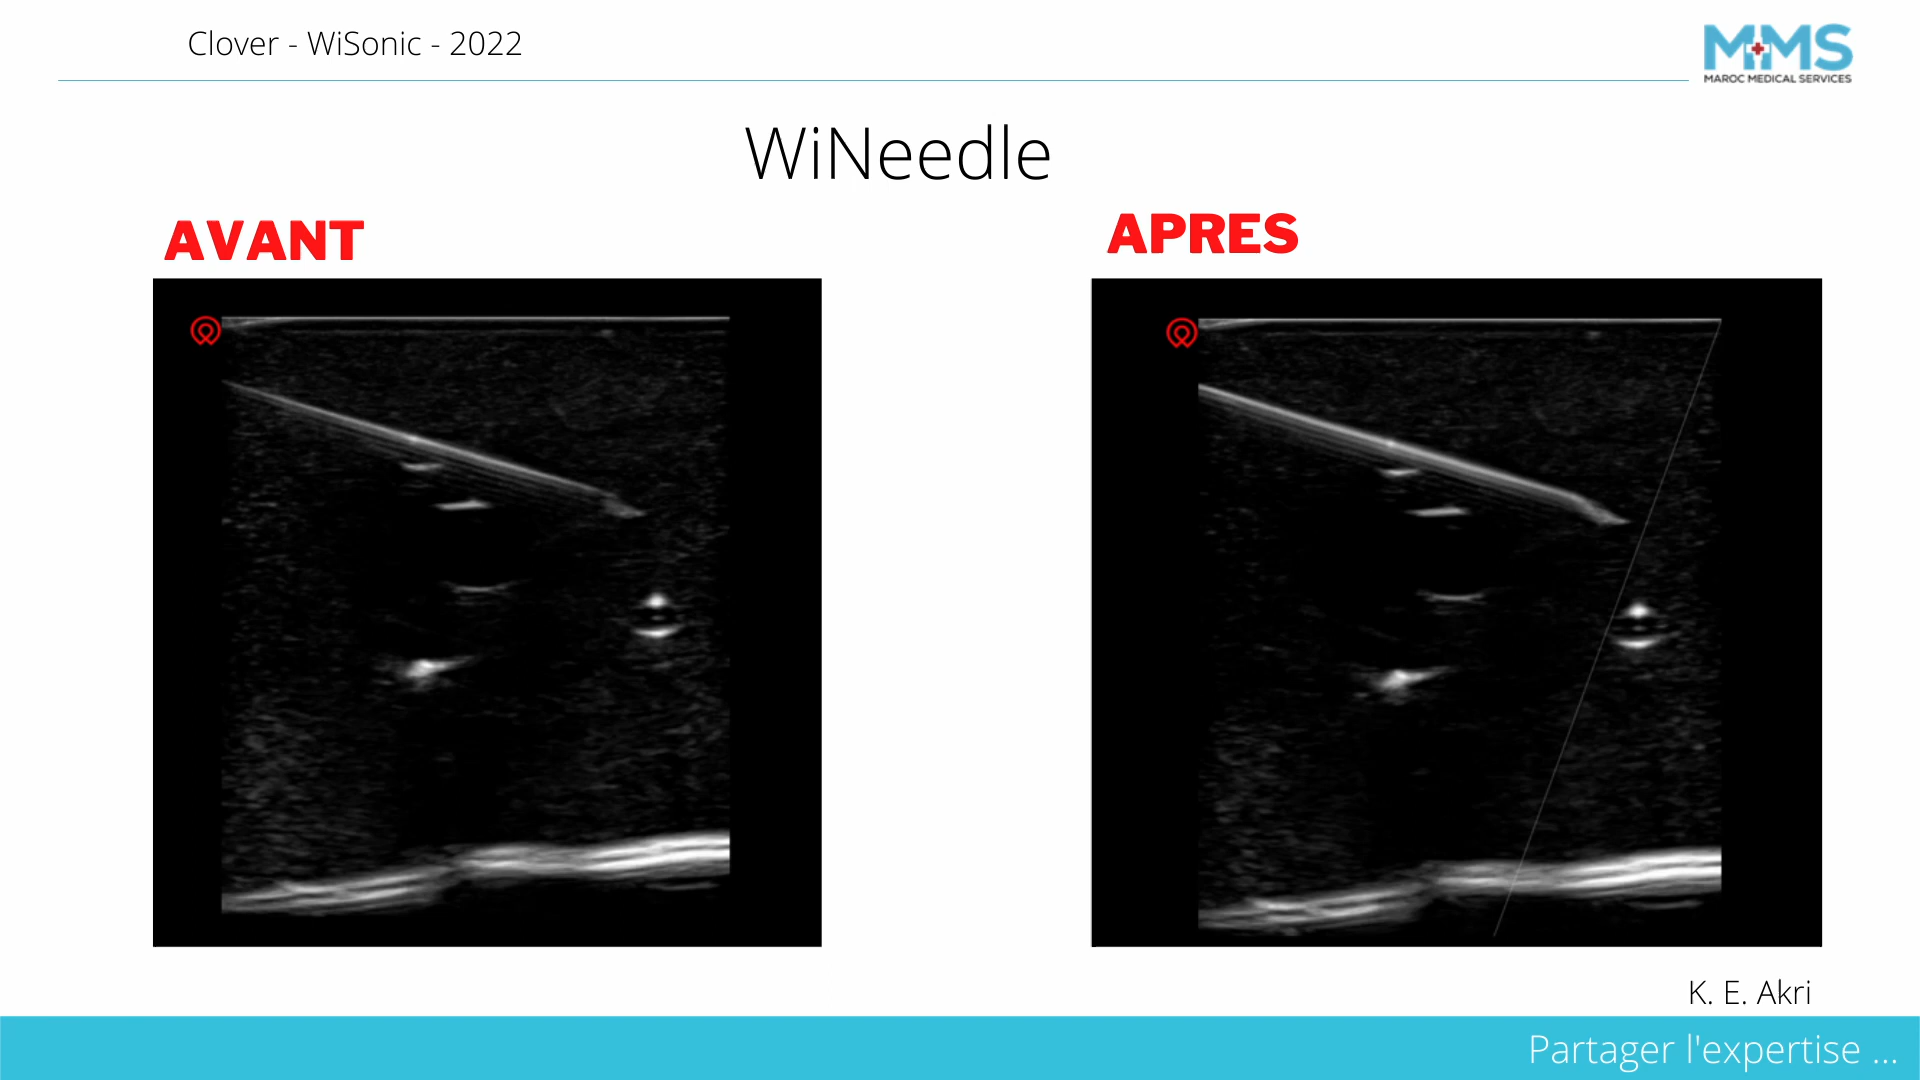 Clover - WiSonic - 2022
MMS
MAROC MEDICAL SERVICES
WiNeedle
AVANT
APRES
K. E. Akri
Partager l'expertise ...